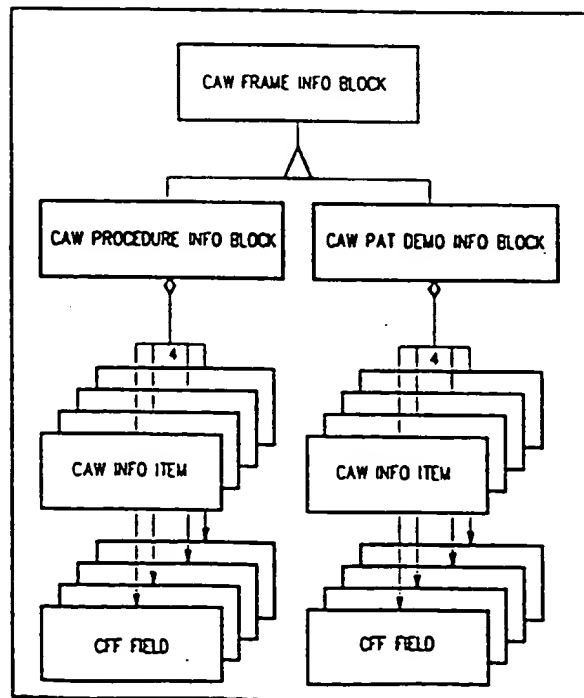 CAW FRAME INFO BLOCK
CAW PROCEDURE INFO BLOCK
CAW PAT DEMO INFO BLOCK
4
4
CAW INFO ITEM
CAW INFO ITEM
CFF FIELD
CFF FIELD